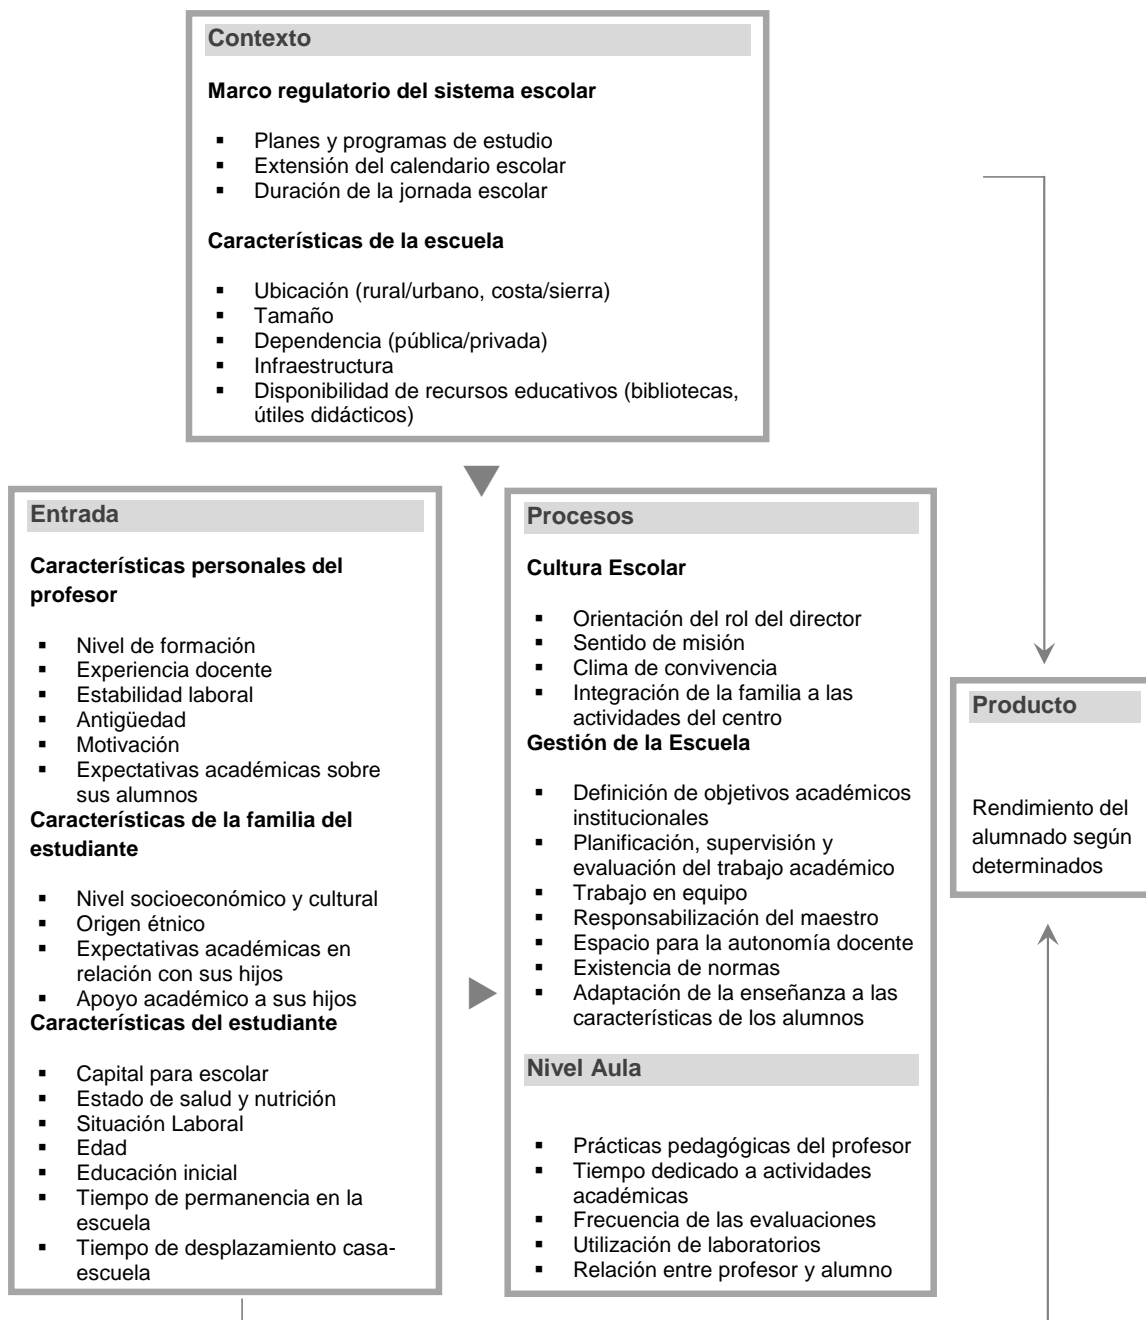 Contexto
Marco regulatorio del sistema escolar
▪ Planes y programas de estudio
▪ Extensión del calendario escolar
▪ Duración de la jornada escolar
Características de la escuela
▪ Ubicación (rural/urbano, costa/sierra)
▪ Tamaño
▪ Dependencia (pública/privada)
▪ Infraestructura
▪ Disponibilidad de recursos educativos (bibliotecas,
útiles didácticos)
Entrada
Características personales del
profesor
▪ Nivel de formación
▪ Experiencia docente
▪ Estabilidad laboral
▪ Antigüedad
▪ Motivación
▪ Expectativas académicas sobre
sus alumnos
Características de la familia del
estudiante
▪ Nivel socioeconómico y cultural
▪ Origen étnico
▪ Expectativas académicas en
relación con sus hijos
▪ Apoyo académico a sus hijos
Características del estudiante
▪ Capital para escolar
▪ Estado de salud y nutrición
▪ Situación Laboral
▪ Edad
▪ Educación inicial
▪ Tiempo de permanencia en la
escuela
▪ Tiempo de desplazamiento casa-
escuela
Procesos
Cultura Escolar
▪ Orientación del rol del director
▪ Sentido de misión
▪ Clima de convivencia
▪ Integración de la familia a las
actividades del centro
Gestión de la Escuela
▪ Definición de objetivos académicos
institucionales
▪ Planificación, supervisión y
evaluación del trabajo académico
▪ Trabajo en equipo
▪ Responsabilización del maestro
▪ Espacio para la autonomía docente
▪ Existencia de normas
▪ Adaptación de la enseñanza a las
características de los alumnos
Nivel Aula
▪ Prácticas pedagógicas del profesor
▪ Tiempo dedicado a actividades
académicas
▪ Frecuencia de las evaluaciones
▪ Utilización de laboratorios
▪ Relación entre profesor y alumno
Producto
Rendimiento del
alumnado según
determinados